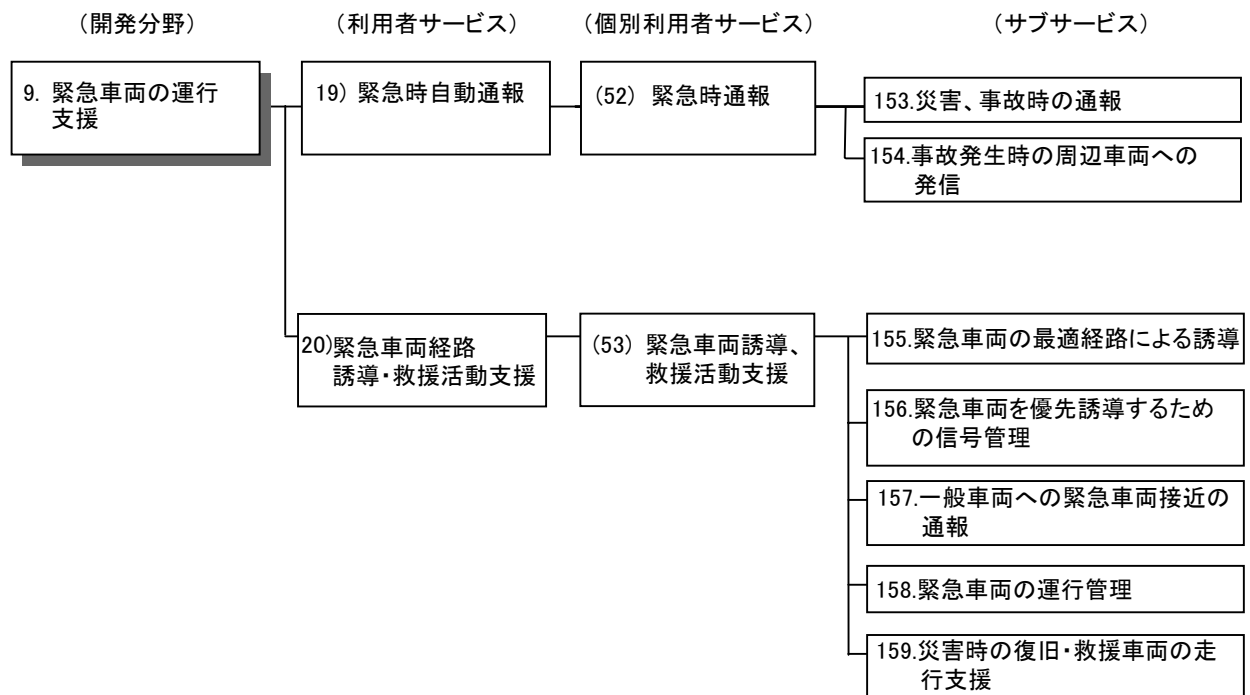 （開発分野）
（利用者サービス）
（個別利用者サービス）
（サブサービス）
9. 緊急車両の運行
支援
19) 緊急時自動通報
(52) 緊急時通報
153.災害、事故時の通報
154.事故発生時の周辺車両への
発信
20)緊急車両経路
誘導・救援活動支援
(53) 緊急車両誘導、
救援活動支援
155.緊急車両の最適経路による誘導
156.緊急車両を優先誘導するため
の信号管理
157.一般車両への緊急車両接近の
通報
158.緊急車両の運行管理
159.災害時の復旧・救援車両の走
行支援